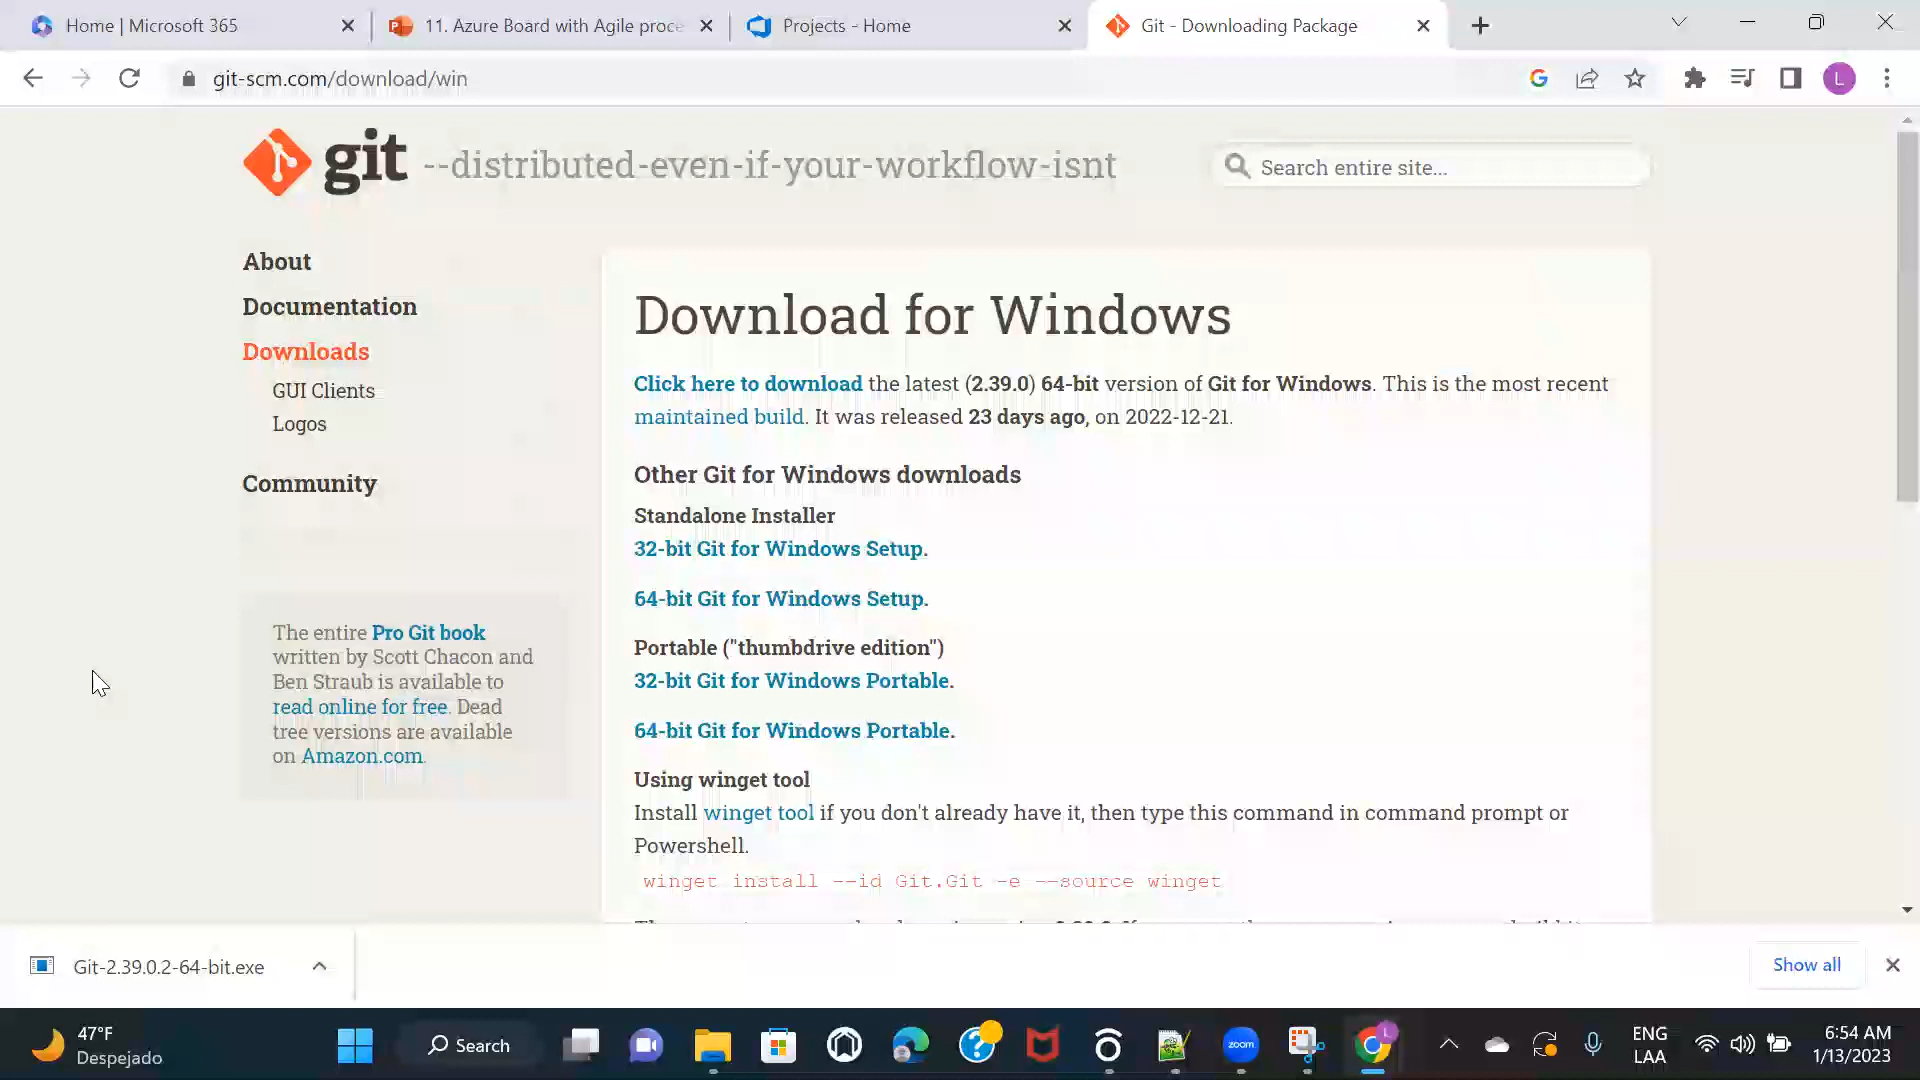 Home | Microsoft 365
11. Azure Board with Agile proce
Projects - Home
Git - Downloading Package
git-scm.com/download/win
L
git --distributed-even-if-your-workflow-isnt
Search entire site...
About
Documentation
Downloads
GUI Clients
Logos
Community
The entire Pro Git book
written by Scott Chacon and
Ben Straub is available to
read online for free. Dead
tree versions are available
on Amazon.com.
Download for Windows
Click here to download the latest (2.39.0) 64-bit version of Git for Windows. This is the most recent
maintained build. It was released 23 days ago, on 2022-12-21.
Other Git for Windows downloads
Standalone Installer
32-bit Git for Windows Setup.
64-bit Git for Windows Setup.
Portable ("thumbdrive edition")
32-bit Git for Windows Portable.
64-bit Git for Windows Portable.
Using winget tool
Install winget tool if you don't already have it, then type this command in command prompt or
Powershell.
winget install --id Git.Git -e --source winget
Git-2.39.0.2-64-bit.exe
Show all
47°F
Despejado
Search
zoom
L
ENG
LAA
6:54 AM
1/13/2023